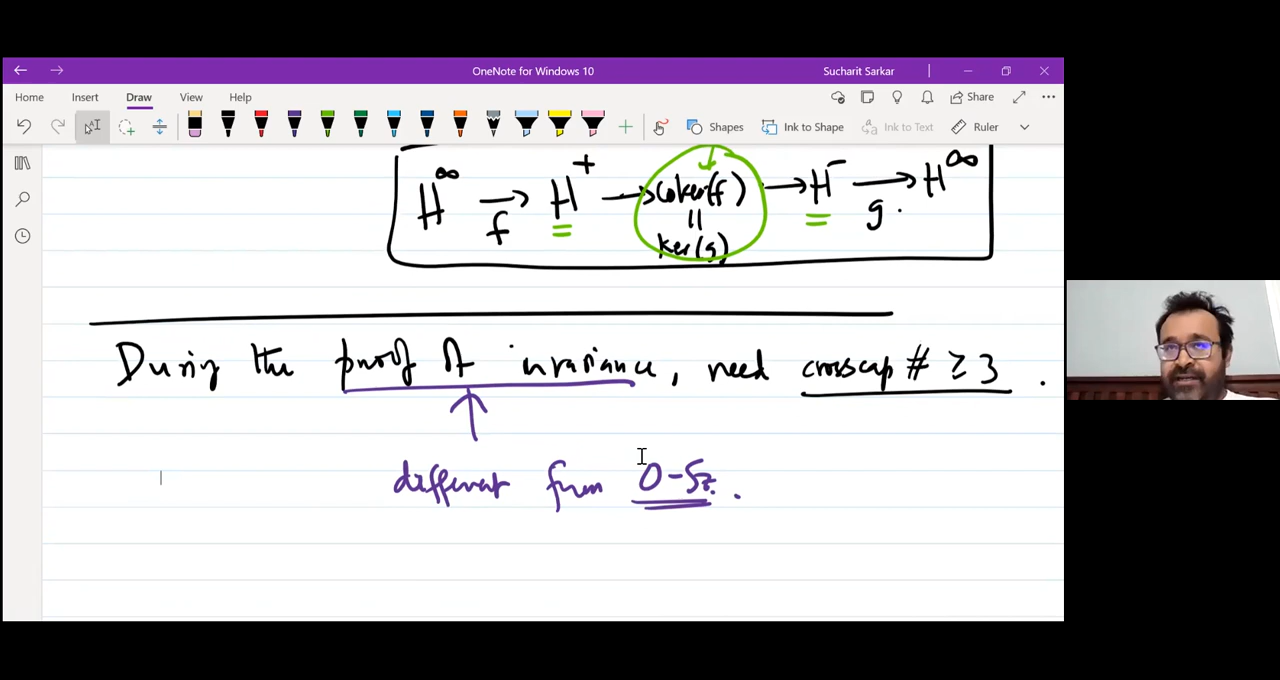 OneNote for Windows 10
Sucharit Sarkar
Home Insert Draw View Help
Share
Shapes
Ink to Shape
Ink to Text
Ruler
H^∞ →f H^+ → coker(f) → H^- →g. H^∞
||
ker(g)
During the proof of invariance, need crosscap # ≥ 3.
different from O-Sz.